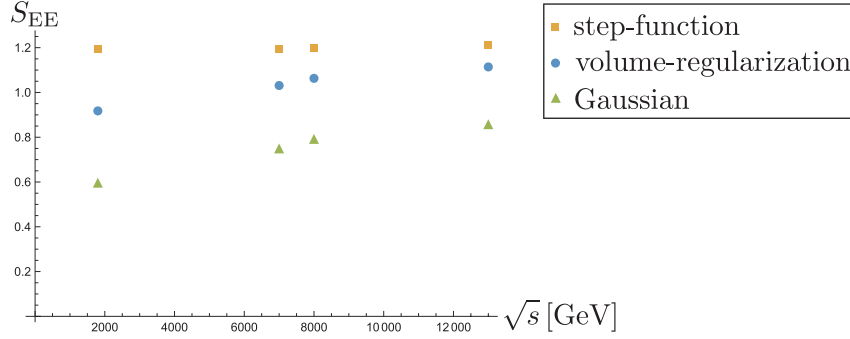 S_EE
step-function
volume-regularization
Gaussian
1.2
1.0
0.8
0.6
0.4
0.2
2000 4000 6000 8000 10 000 12 000
√s [GeV]